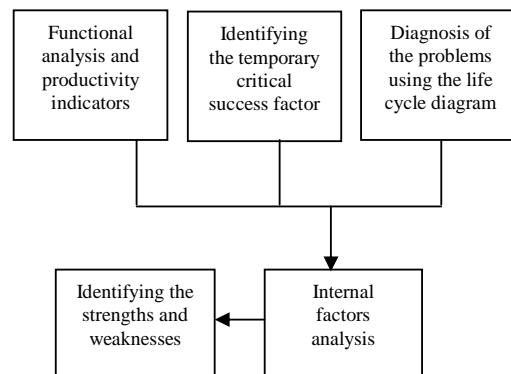 Functional
analysis and
productivity
indicators
Identifying
the temporary
critical
success factor
Diagnosis of
the problems
using the life
cycle diagram
Identifying the
strengths and
weaknesses
Internal
factors
analysis